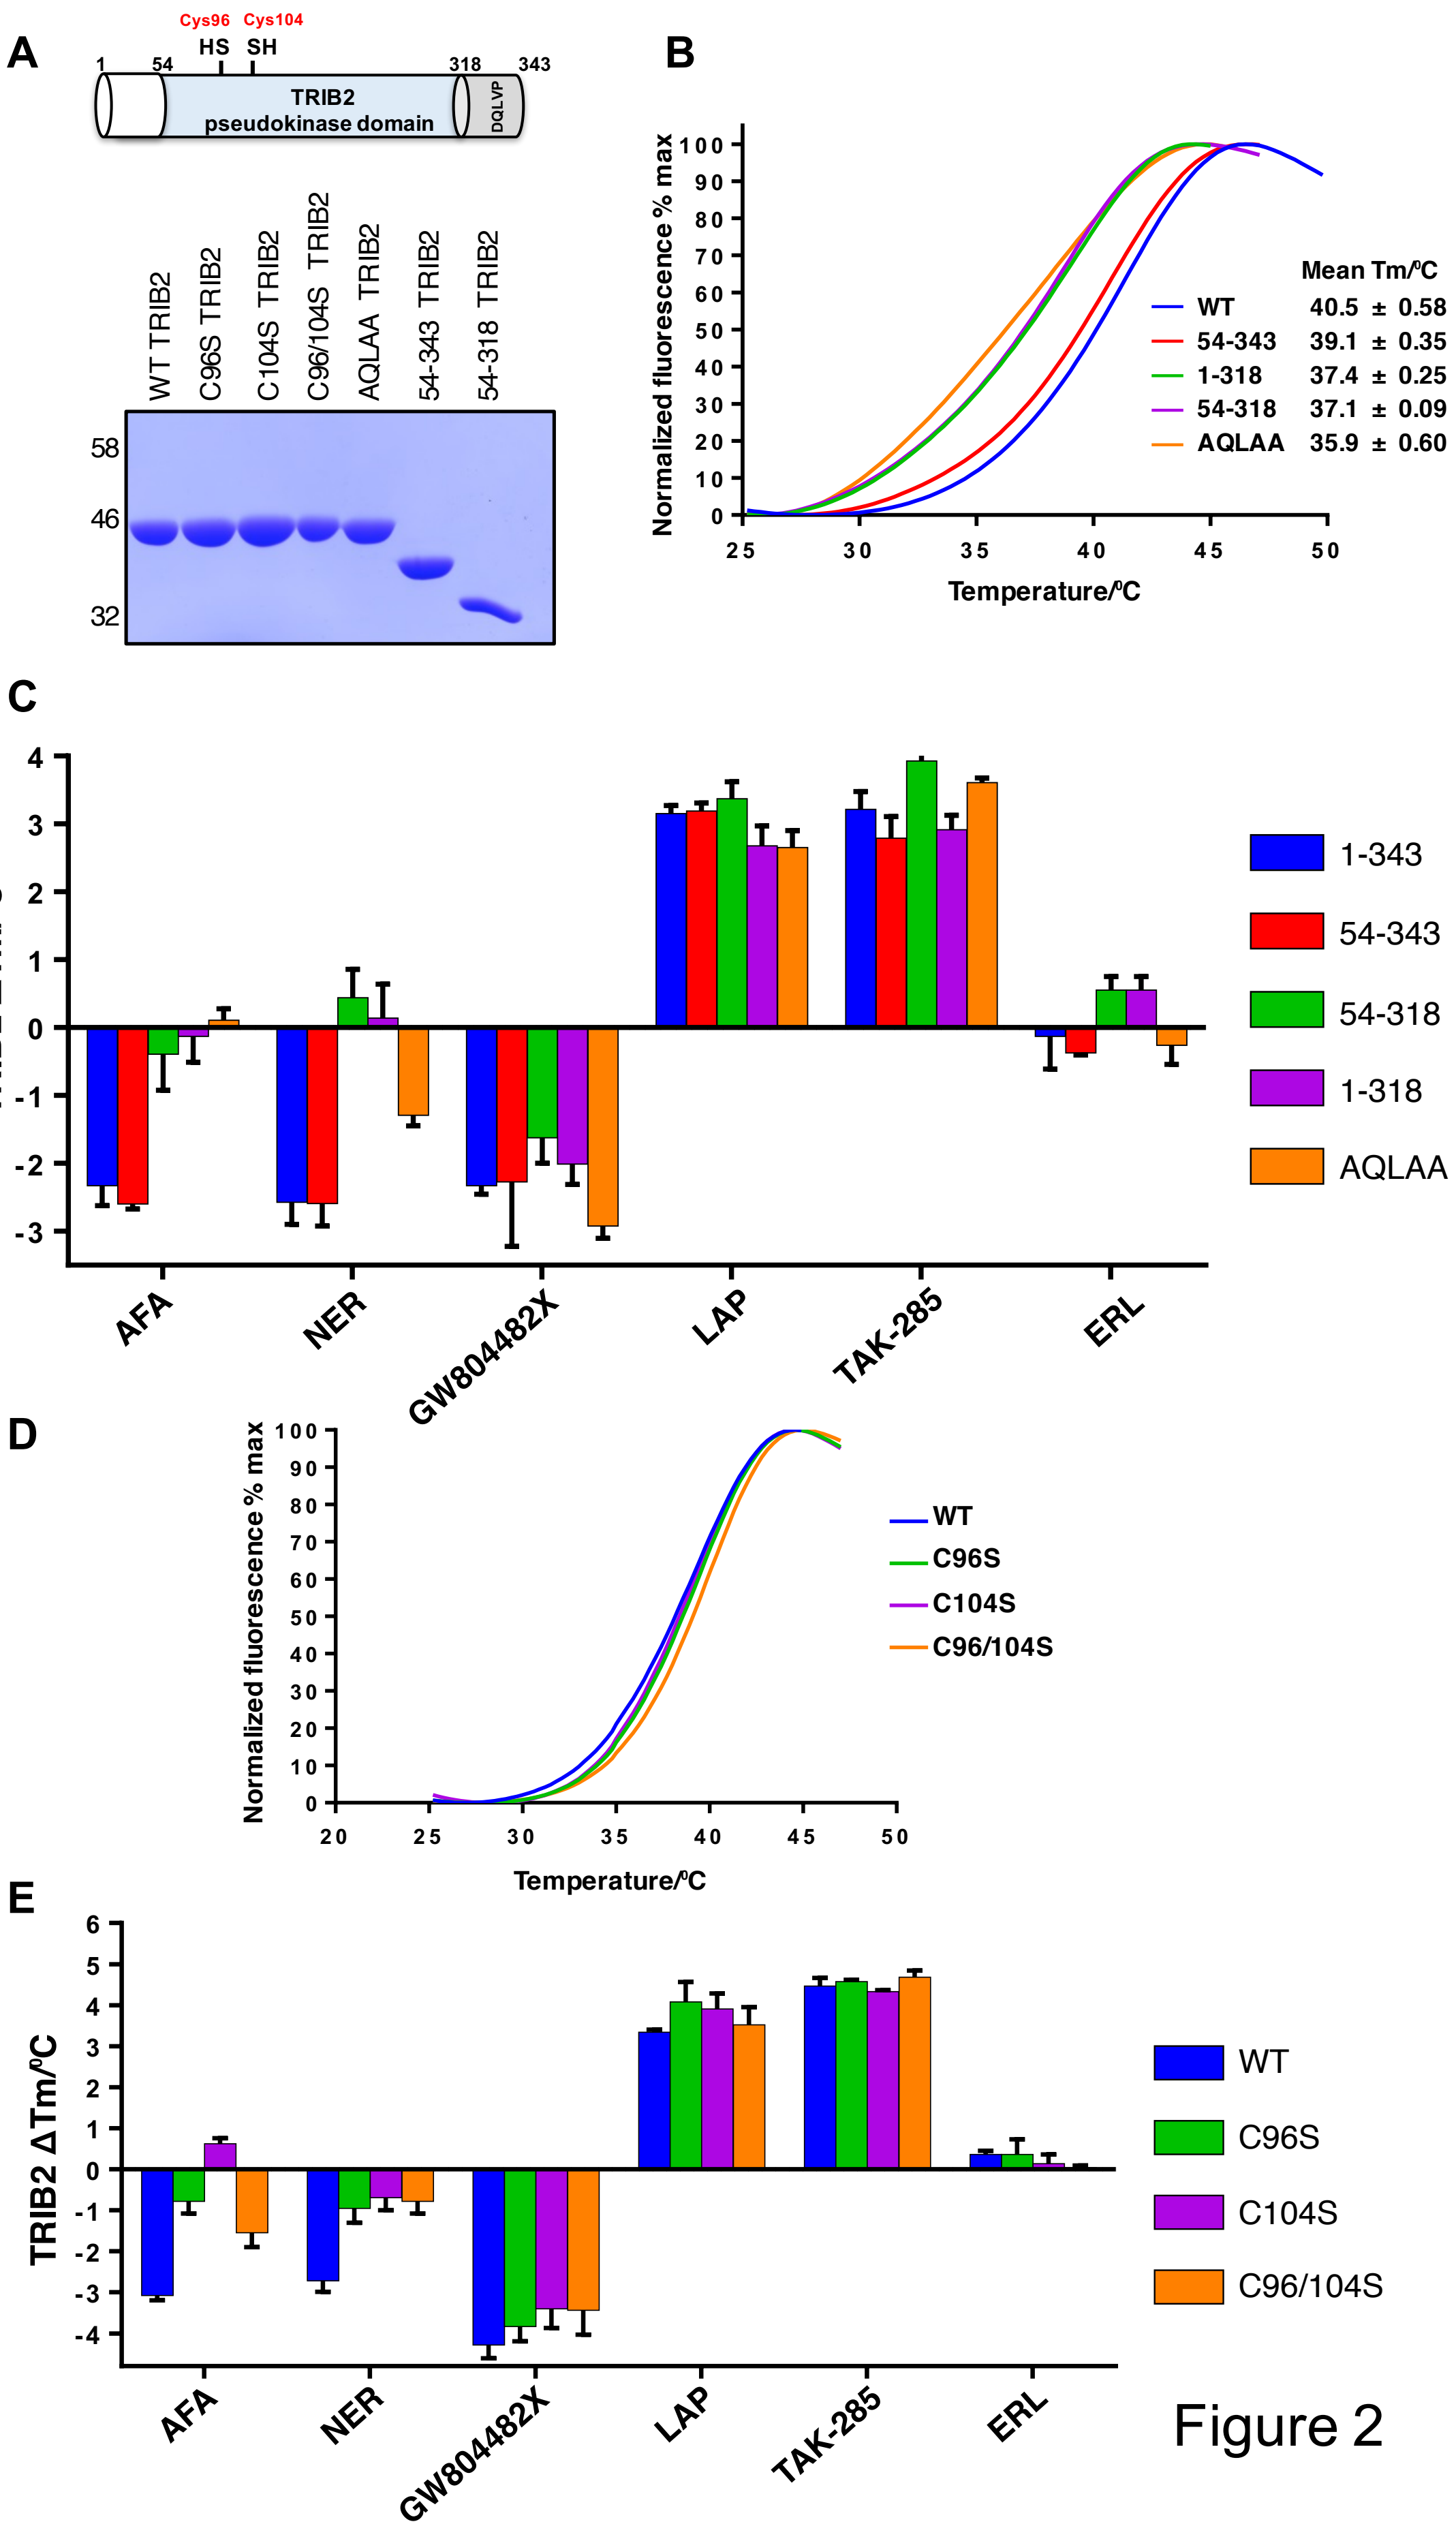 A
Cys96 Cys104
HS SH
1 54 318 343
TRIB2
pseudokinase domain
DQLVP
WT TRIB2
C96S TRIB2
C104S TRIB2
C96/104S TRIB2
AQLAA TRIB2
54-343 TRIB2
54-318 TRIB2
58
46
32
B
Normalized fluorescence % max
100
90
80
70
60
50
40
30
20
10
0
25 30 35 40 45 50
Temperature/⁰C
Mean Tm/⁰C
WT 40.5 ± 0.58
54-343 39.1 ± 0.35
1-318 37.4 ± 0.25
54-318 37.1 ± 0.09
AQLAA 35.9 ± 0.60
C
4
3
2
1
0
-1
-2
-3
AFA NER GW804482X LAP TAK-285 ERL
1-343
54-343
54-318
1-318
AQLAA
D
Normalized fluorescence % max
100
90
80
70
60
50
40
30
20
10
0
20 25 30 35 40 45 50
Temperature/⁰C
WT
C96S
C104S
C96/104S
E
TRIB2 Δ Tm/⁰C
6
5
4
3
2
1
0
-1
-2
-3
-4
AFA NER GW804482X LAP TAK-285 ERL
WT
C96S
C104S
C96/104S
Figure 2